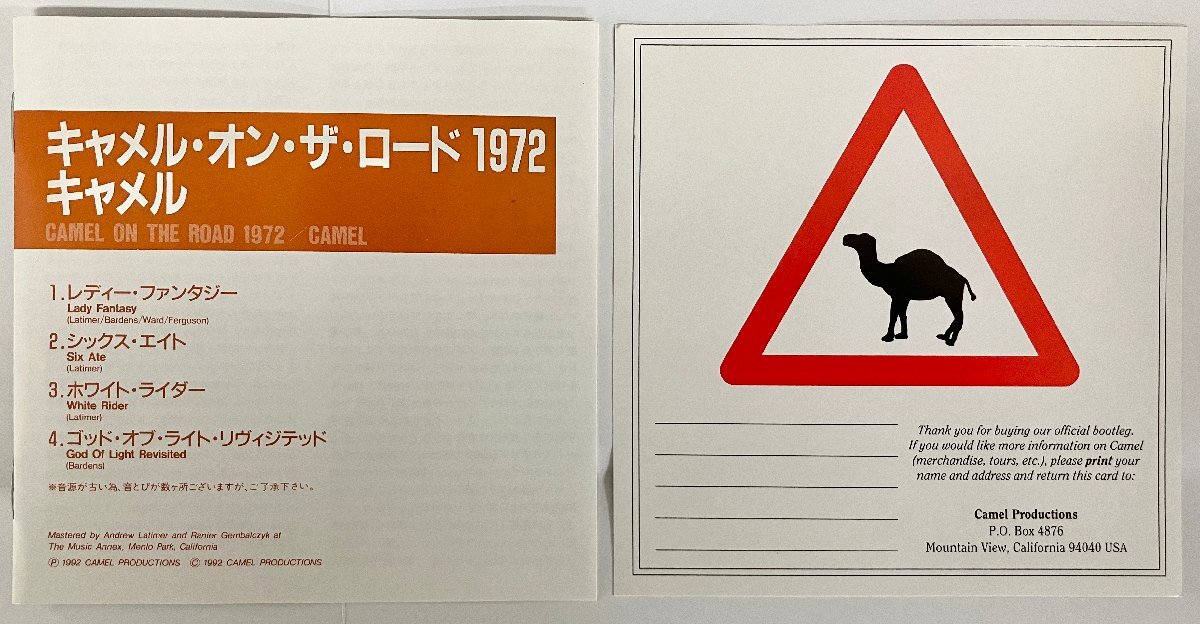 キャメル・オン・ザ・ロード 1972
キャメル
CAMEL ON THE ROAD 1972 / CAMEL
1.レディー・ファンタジー
Lady Fantasy
(Latimer/Bardens/Ward/Ferguson)
2.シックス・エイト
Six Ate
(Latimer)
3.ホワイト・ライダー
White Rider
(Latimer)
4.ゴッド・オブ・ライト・リヴィジテッド
God Of Light Revisited
(Bardens)
※音源が古い為、音とびが数ヶ所ございますが、ご了承下さい。
Mastered by Andrew Latimer and Ranier Gembalczyk at
The Music Annex, Menlo Park, California
Ⓟ 1992 CAMEL PRODUCTIONS © 1992 CAMEL PRODUCTIONS
Thank you for buying our official bootleg.
If you would like more information on Camel
(merchandise, tours, etc.), please print your
name and address and return this card to:
Camel Productions
P.O. Box 4876
Mountain View, California 94040 USA